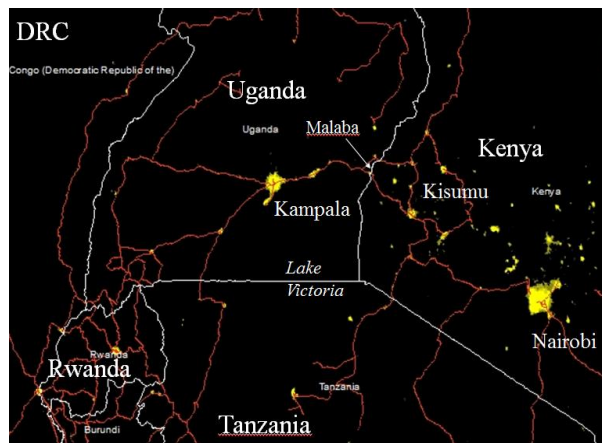 DRC
Congo (Democratic Republic of the)
Uganda
Uganda
Malaba
Kenya
Kisumu
Kenya
Kampala
Lake
Victoria
Nairobi
Rwanda
Rwanda
Tanzania
Tanzania
Burundi